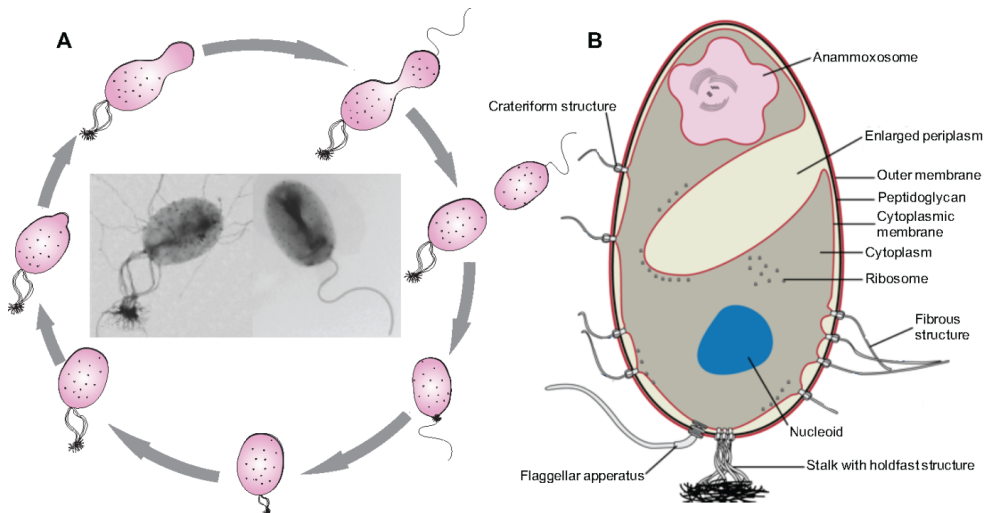 A
B
Anammoxosome
Crateriform structure
Enlarged periplasm
Outer membrane
Peptidoglycan
Cytoplasmic
membrane
Cytoplasm
Ribosome
Fibrous
structure
Nucleoid
Flaggellar apparatus
Stalk with holdfast structure